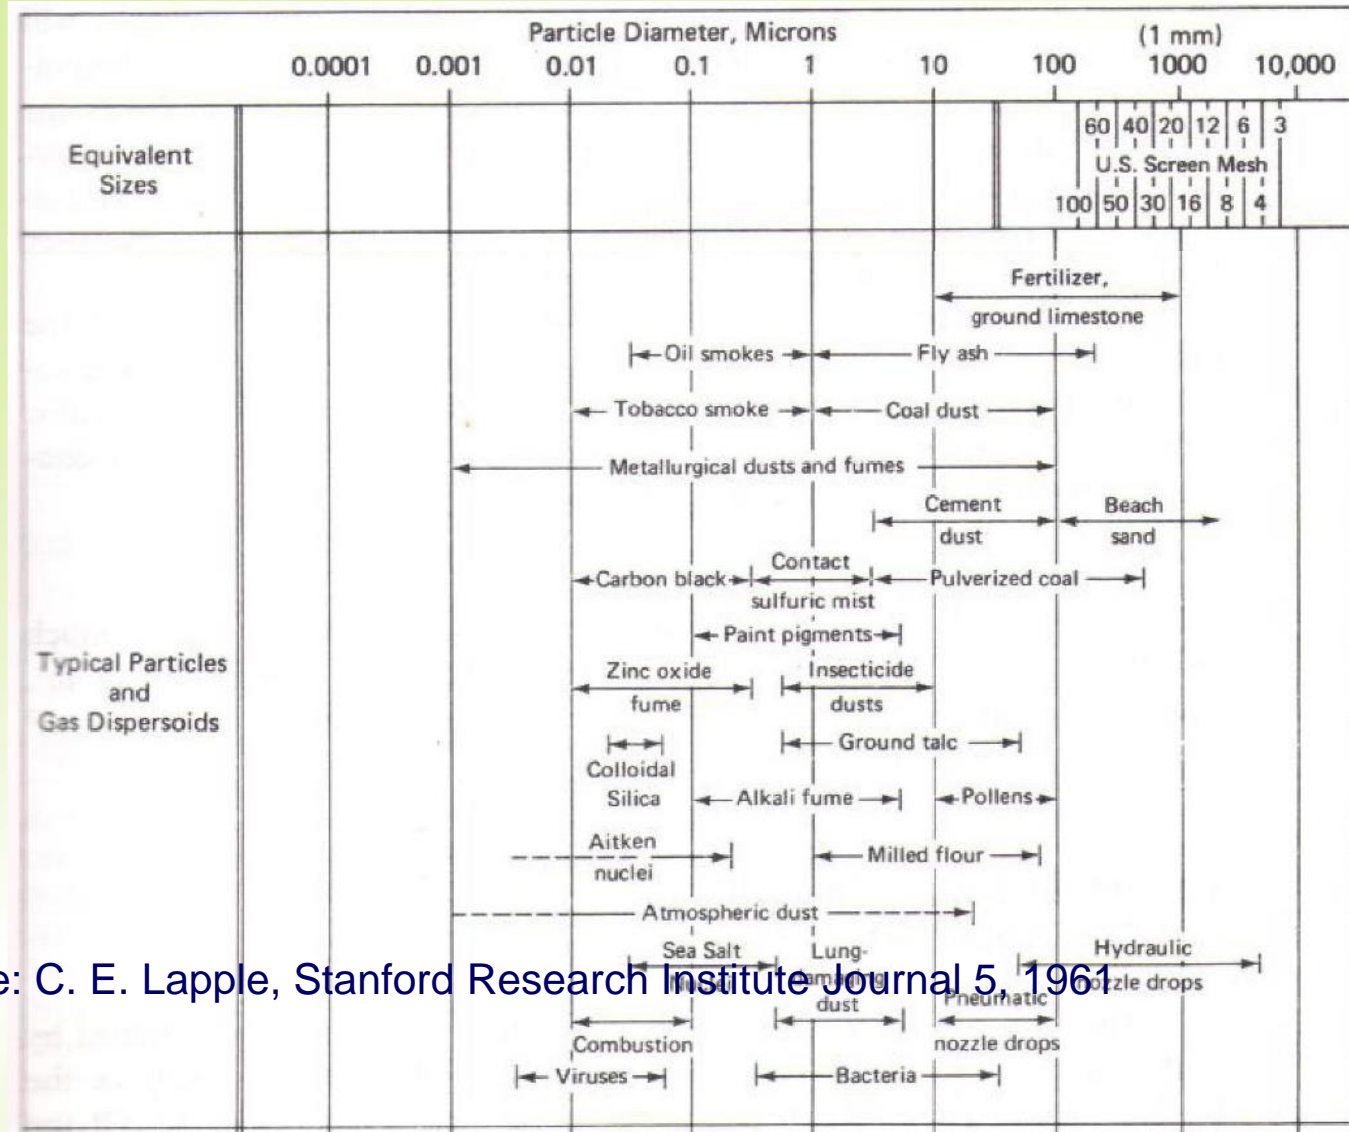 Particle Diameter, Microns
(1 mm)
0.0001 0.001 0.01 0.1 1 10 100 1000 10,000
Equivalent
Sizes
60 40 20 12 6 3
U.S. Screen Mesh
100 50 30 16 8 4
Fertilizer,
ground limestone
Oil smokes Fly ash
Tobacco smoke Coal dust
Metallurgical dusts and fumes
Cement
dust
Beach
sand
Carbon black
Contact
sulfuric mist
Pulverized coal
Paint pigments
Typical Particles
and
Gas Dispersoids
Zinc oxide
fume
Insecticide
dusts
Ground talc
Colloidal
Silica
Alkali fume Pollens
Aitken
nuclei
Milled flour
Atmospheric dust
Sea Salt
Nuclei
Lung-
damaging
dust
Hydraulic
nozzle drops
e: C. E. Lapple, Stanford Research Institute Journal 5, 1961
Combustion
Pneumatic
nozzle drops
Viruses Bacteria